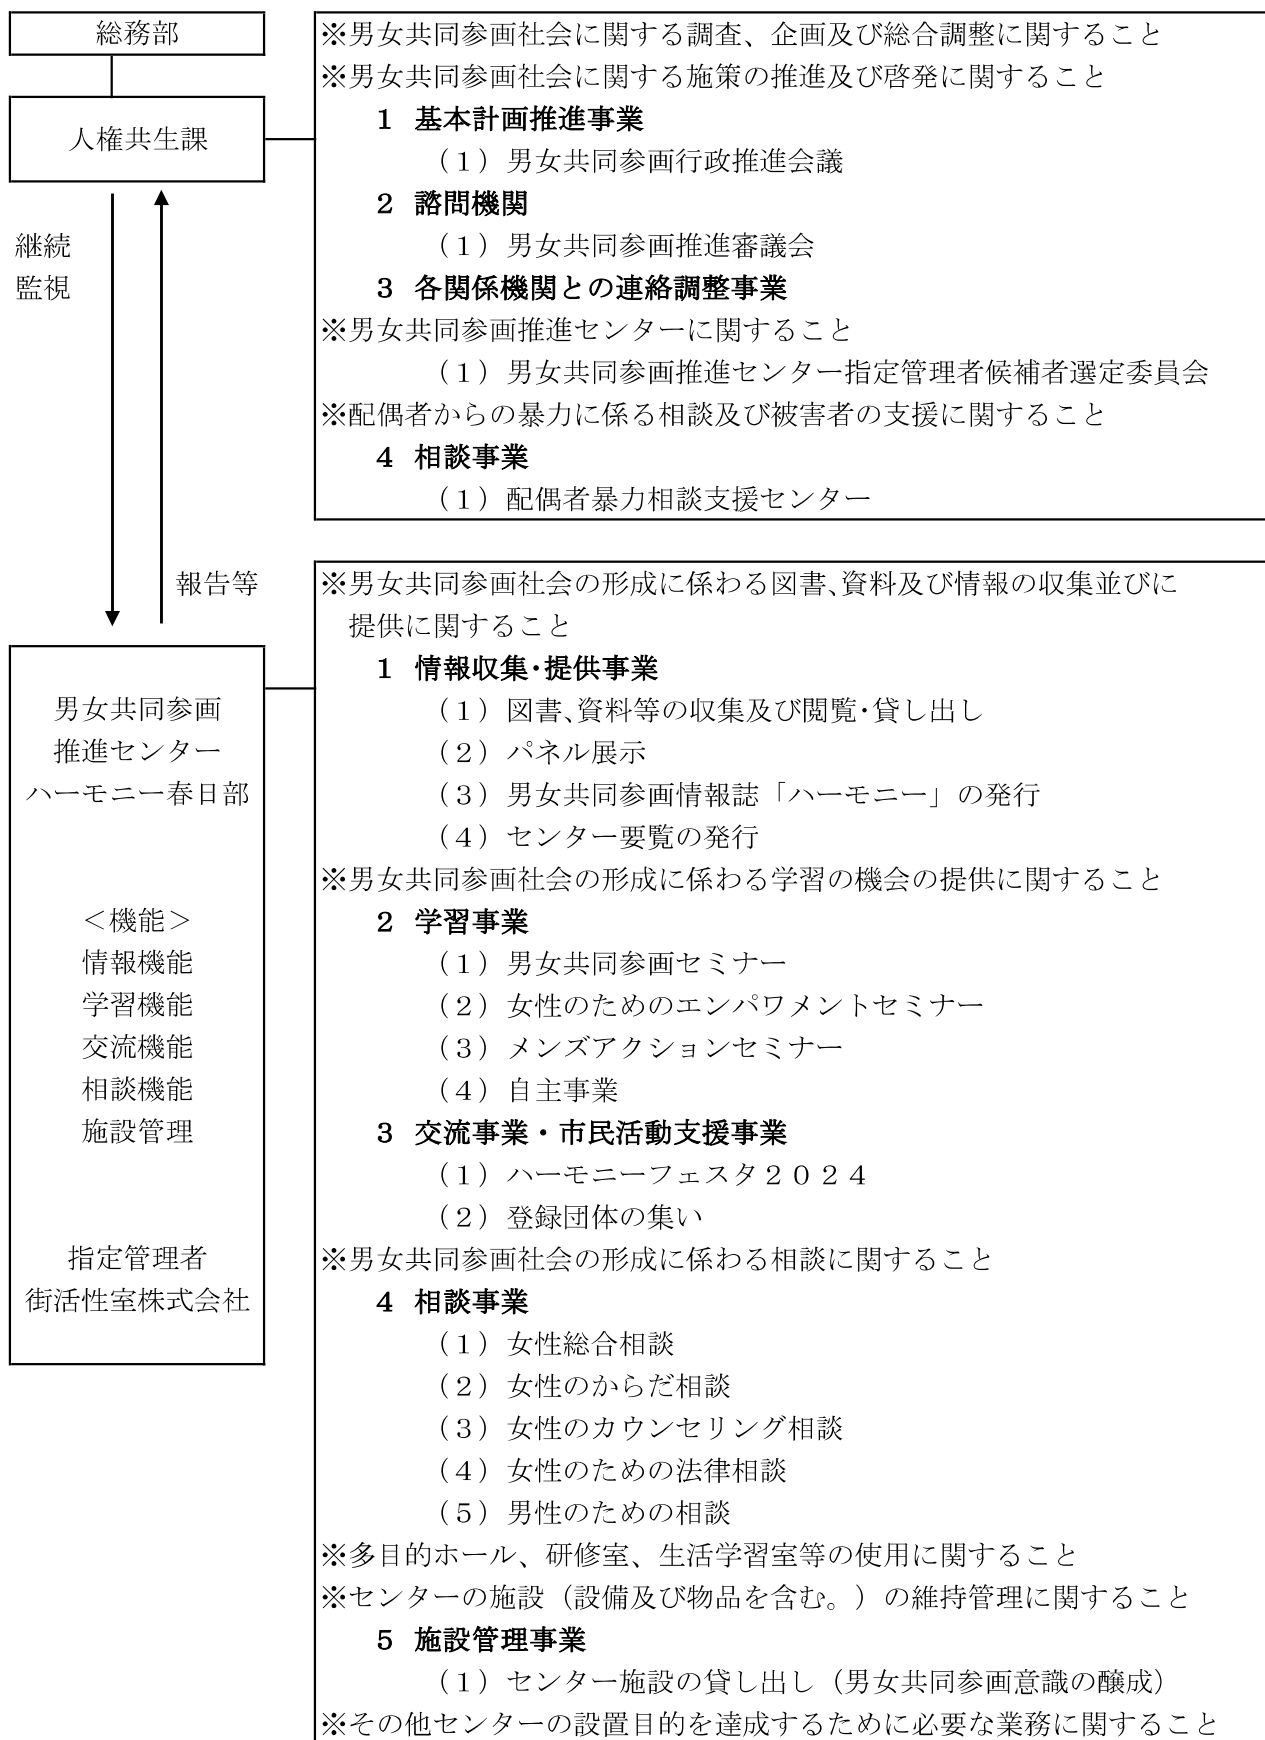 総務部
人権共生課
※男女共同参画社会に関する調査、企画及び総合調整に関すること
※男女共同参画社会に関する施策の推進及び啓発に関すること
1 基本計画推進事業
（１）男女共同参画行政推進会議
2 諮問機関
（１）男女共同参画推進審議会
3 各関係機関との連絡調整事業
※男女共同参画推進センターに関すること
（１）男女共同参画推進センター指定管理者候補者選定委員会
※配偶者からの暴力に係る相談及び被害者の支援に関すること
4 相談事業
（１）配偶者暴力相談支援センター
継続
監視
報告等
男女共同参画
推進センター
ハーモニー春日部
＜機能＞
情報機能
学習機能
交流機能
相談機能
施設管理
指定管理者
街活性室株式会社
※男女共同参画社会の形成に係わる図書､資料及び情報の収集並びに
提供に関すること
1 情報収集･提供事業
（１）図書､資料等の収集及び閲覧･貸し出し
（２）パネル展示
（３）男女共同参画情報誌「ハーモニー」の発行
（４）センター要覧の発行
※男女共同参画社会の形成に係わる学習の機会の提供に関すること
2 学習事業
（１）男女共同参画セミナー
（２）女性のためのエンパワメントセミナー
（３）メンズアクションセミナー
（４）自主事業
3 交流事業・市民活動支援事業
（１）ハーモニーフェスタ２０２４
（２）登録団体の集い
※男女共同参画社会の形成に係わる相談に関すること
4 相談事業
（１）女性総合相談
（２）女性のからだ相談
（３）女性のカウンセリング相談
（４）女性のための法律相談
（５）男性のための相談
※多目的ホール、研修室、生活学習室等の使用に関すること
※センターの施設（設備及び物品を含む。）の維持管理に関すること
5 施設管理事業
（１）センター施設の貸し出し（男女共同参画意識の醸成）
※その他センターの設置目的を達成するために必要な業務に関すること